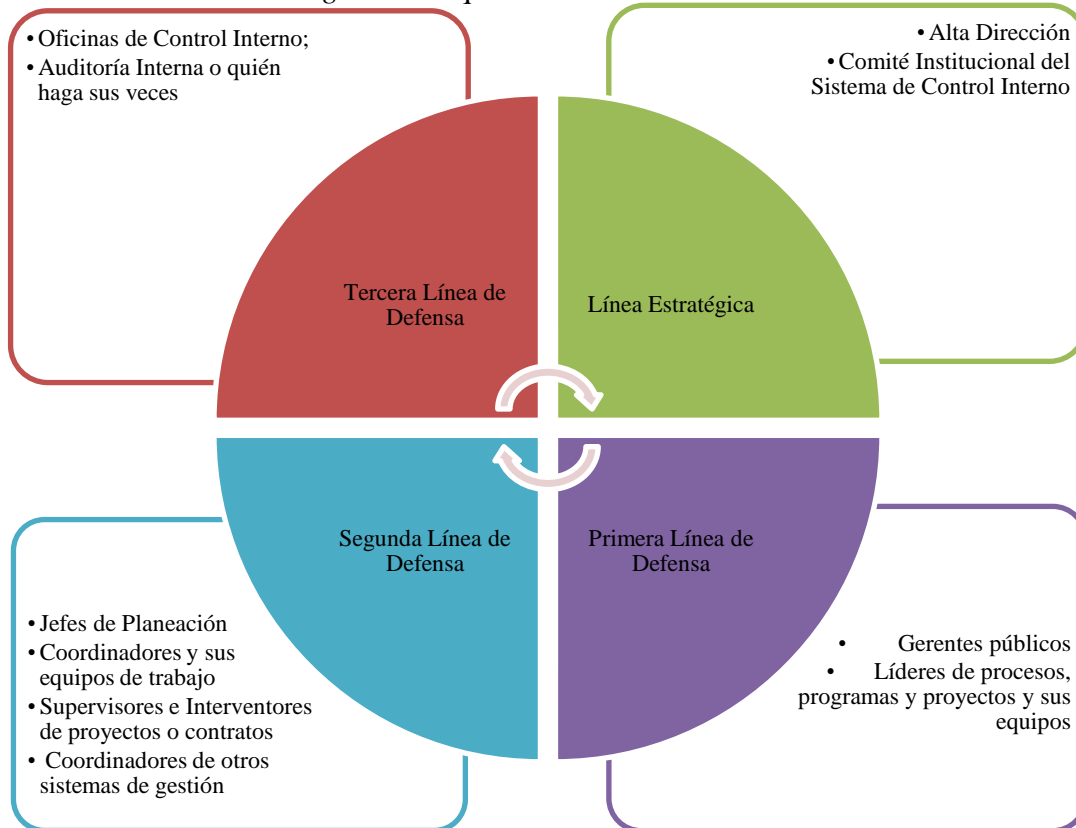 • Oficinas de Control Interno;
• Auditoría Interna o quién
haga sus veces
• Alta Dirección
• Comité Institucional del
Sistema de Control Interno
Tercera Línea de
Defensa
Línea Estratégica
Segunda Línea de
Defensa
Primera Línea de
Defensa
• Jefes de Planeación
• Coordinadores y sus
equipos de trabajo
• Supervisores e Interventores
de proyectos o contratos
• Coordinadores de otros
sistemas de gestión
• Gerentes públicos
• Líderes de procesos,
programas y proyectos y sus
equipos